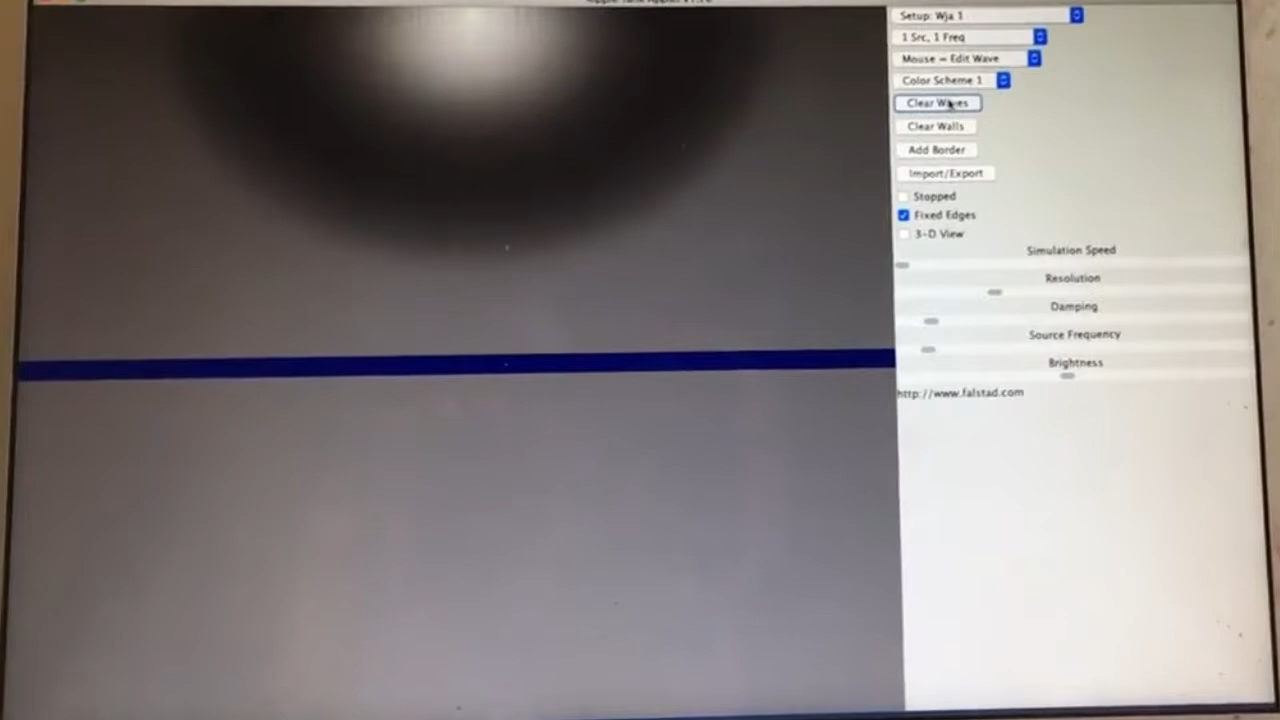 Setup: Wja 1
1 Src, 1 Freq
Mouse = Edit Wave
Color Scheme 1
Clear Waves
Clear Walls
Add Border
Import/Export
Stopped
Fixed Edges
3-D View
Simulation Speed
Resolution
Damping
Source Frequency
Brightness
http://www.falstad.com